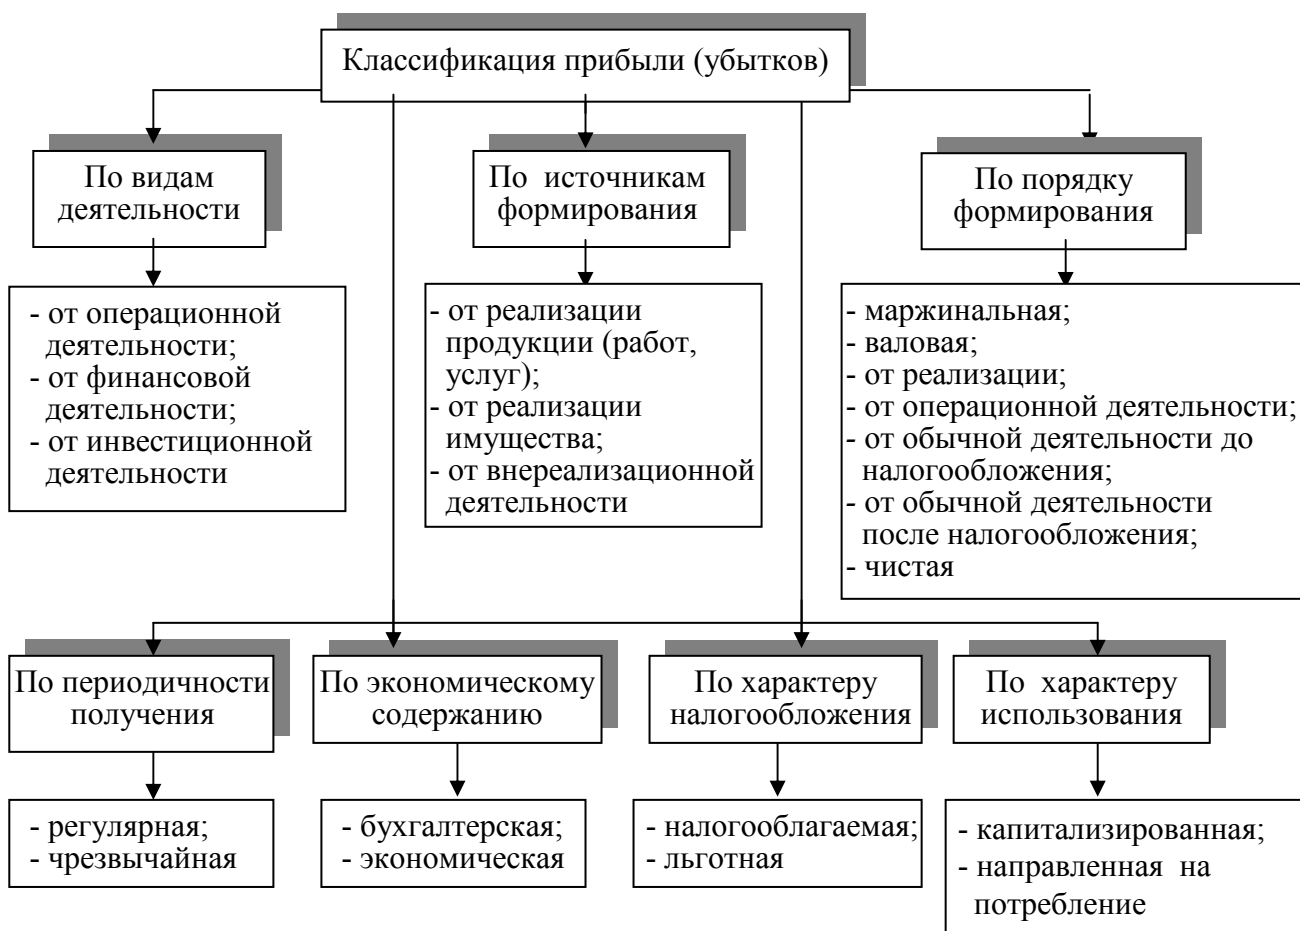 Классификация прибыли (убытков)
По видам
деятельности
По источникам
формирования
По порядку
формирования
- от операционной
деятельности;
- от финансовой
деятельности;
- от инвестиционной
деятельности
- от реализации
продукции (работ,
услуг);
- от реализации
имущества;
- от внереализационной
деятельности
- маржинальная;
- валовая;
- от реализации;
- от операционной деятельности;
- от обычной деятельности до
налогообложения;
- от обычной деятельности
после налогообложения;
- чистая
По периодичности
получения
По экономическому
содержанию
По характеру
налогообложения
По характеру
использования
- регулярная;
- чрезвычайная
- бухгалтерская;
- экономическая
- налогооблагаемая;
- льготная
- капитализированная;
- направленная на
потребление